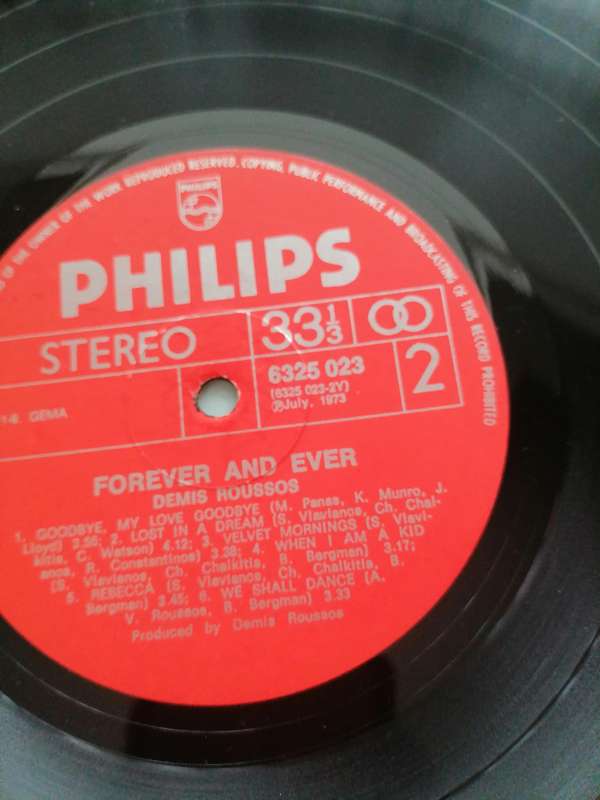 S OF THE OWNER OF THE WORK REPRODUCED RESERVED. COPYING, PUBLIC PERFORMANCE AND BROADCASTING OF THIS RECORD PROHIBITED
PHILIPS
PHILIPS
STEREO
33⅓
6325 023
(6325 023-2Y)
℗July, 1973
2
GEMA
FOREVER AND EVER
DEMIS ROUSSOS
1. GOODBYE, MY LOVE GOODBYE (M. Panas, K. Munro, J.
Lloyd) 3.56; 2. LOST IN A DREAM (S. Vlavianos, Ch. Chal-
kitis, C. Watson) 4.12; 3. VELVET MORNINGS (S. Vlavi-
anos, R. Constantinos) 3.38; 4. WHEN I AM A KID
(S. Vlavianos, Ch. Chalkitis, B. Bergman) 3.17;
5. REBECCA (S. Vlavianos, Ch. Chalkitis, B.
Bergman) 3.45; 6. WE SHALL DANCE (A.
V. Roussos, B. Bergman) 3.33
Produced by Demis Roussos